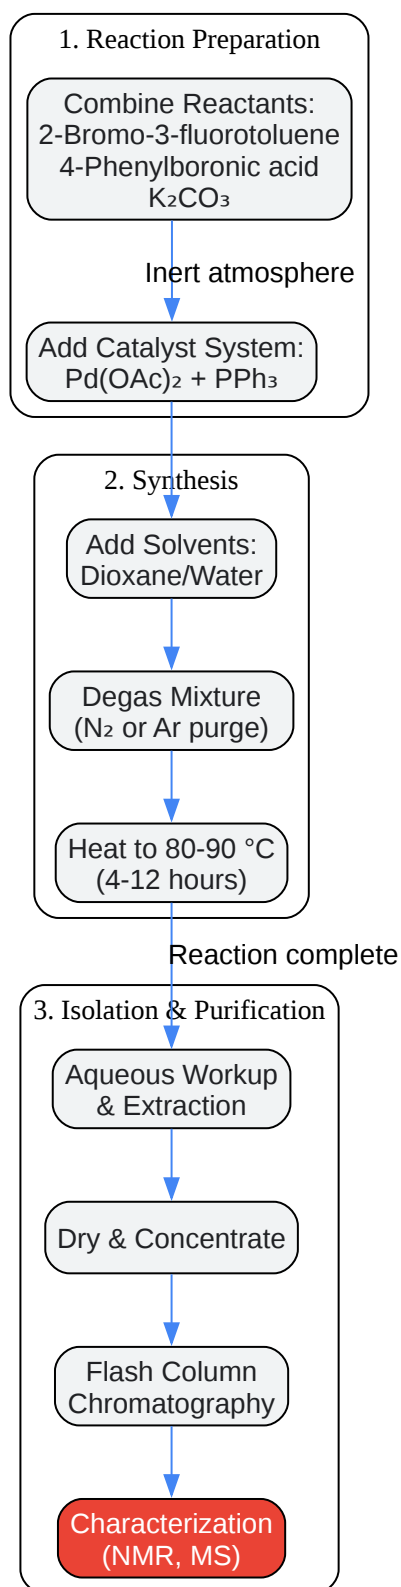 1. Reaction Preparation
Combine Reactants:
2-Bromo-3-fluorotoluene
4-Phenylboronic acid
K₂CO₃
Inert atmosphere
Add Catalyst System:
Pd(OAc)₂ + PPh₃
2. Synthesis
Add Solvents:
Dioxane/Water
Degas Mixture
(N₂ or Ar purge)
Heat to 80-90 °C
(4-12 hours)
Reaction complete
3. Isolation & Purification
Aqueous Workup
& Extraction
Dry & Concentrate
Flash Column
Chromatography
Characterization
(NMR, MS)